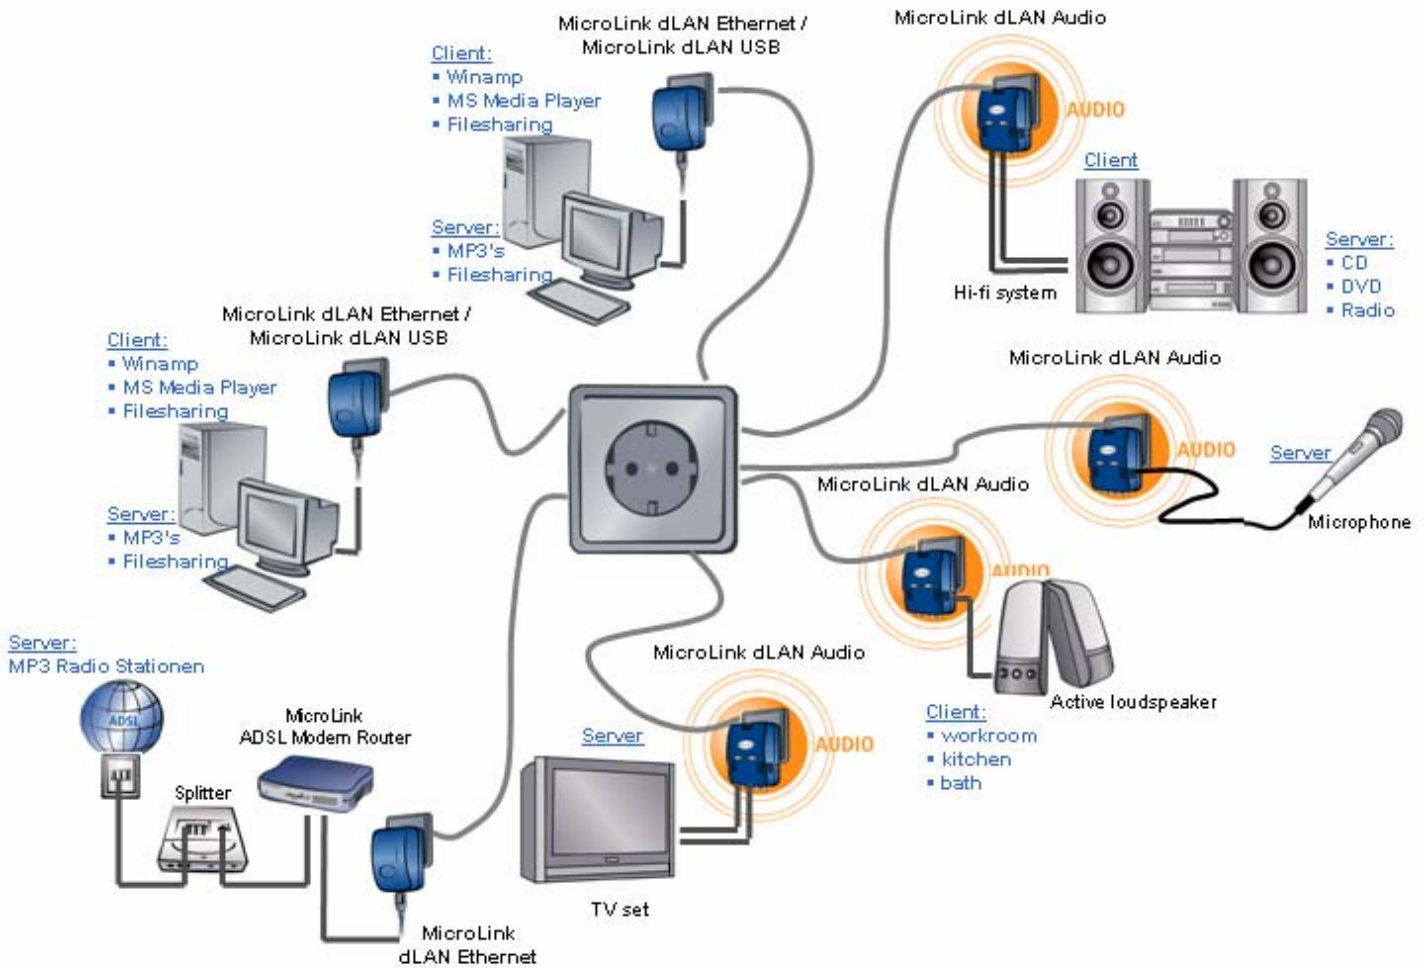 MicroLink dLAN Ethernet /
MicroLink dLAN USB
Client:
▪ Winamp
▪ MS Media Player
▪ Filesharing
Server:
▪ MP3's
▪ Filesharing
MicroLink dLAN Audio
AUDIO
Client
Hi-fi system
Server:
▪ CD
▪ DVD
▪ Radio
MicroLink dLAN Ethernet /
MicroLink dLAN USB
Client:
▪ Winamp
▪ MS Media Player
▪ Filesharing
Server:
▪ MP3's
▪ Filesharing
MicroLink dLAN Audio
AUDIO
Server
Microphone
MicroLink dLAN Audio
AUDIO
Active loudspeaker
Client:
▪ workroom
▪ kitchen
▪ bath
MicroLink dLAN Audio
AUDIO
Server
TV set
Server:
MP3 Radio Stationen
ADSL
MicroLink
ADSL Modem Router
Splitter
MicroLink
dLAN Ethernet